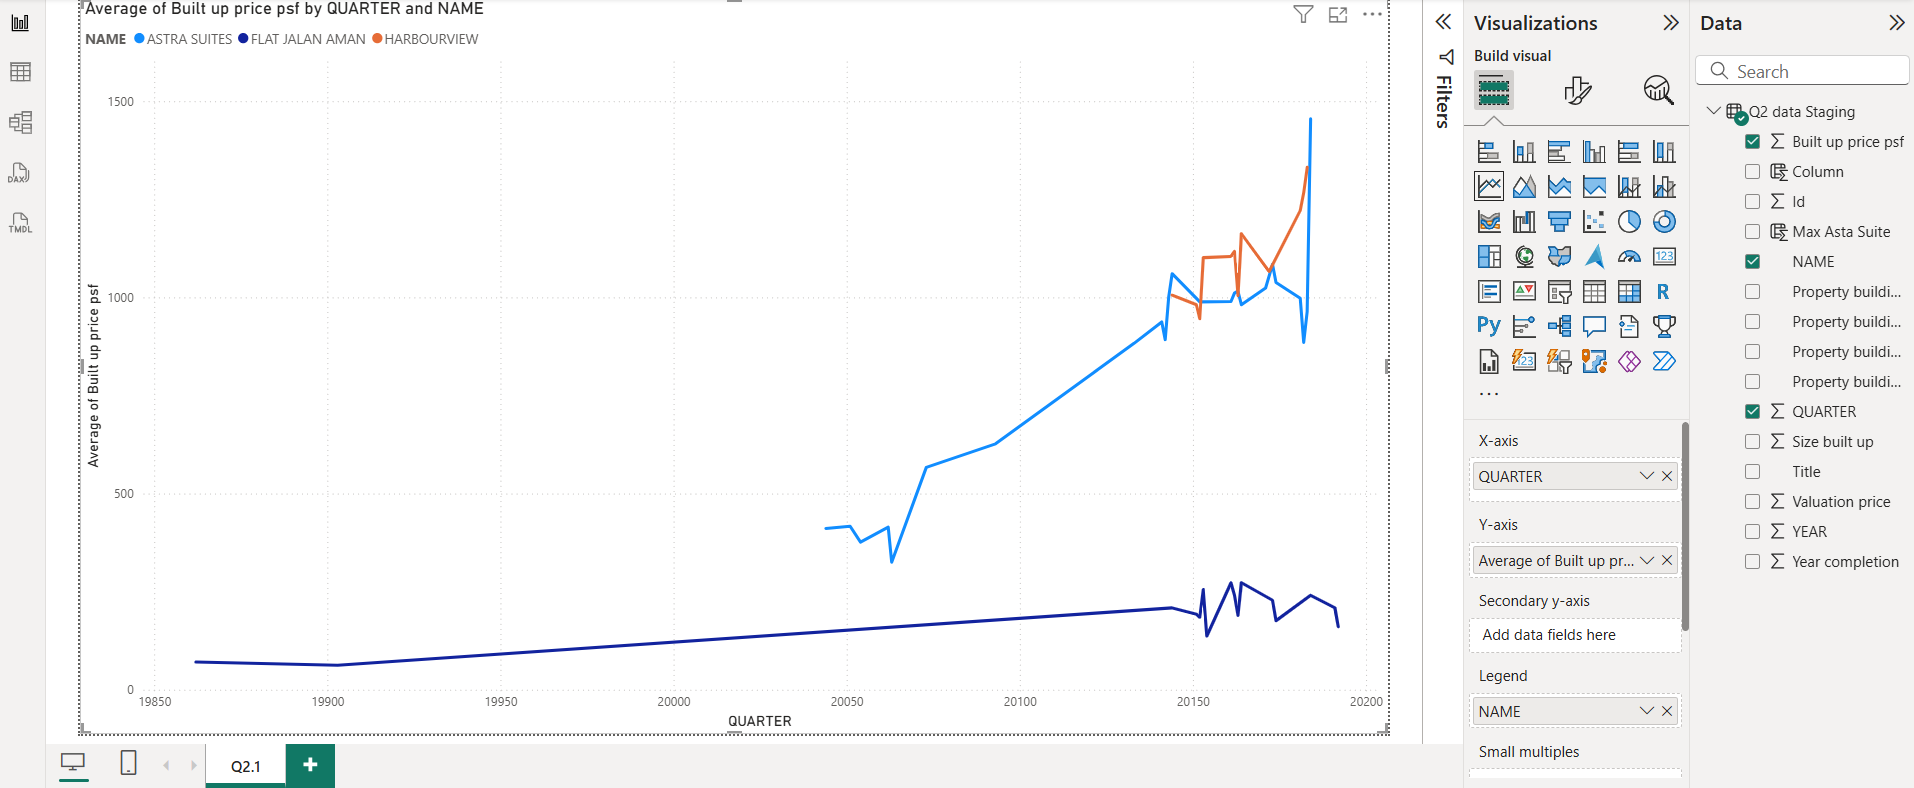 Average of Built up price psf by QUARTER and NAME
NAME ASTRA SUITES FLAT JALAN AMAN HARBOURVIEW
1500
1000
500
0
Average of Built up price psf
19850 19900 19950 20000 20050 20100 20150 20200
QUARTER
Q2.1
DAX
TMDL
Filters
Visualizations
Build visual
123
R
Py
123
...
X-axis
QUARTER
Y-axis
Average of Built up pr...
Secondary y-axis
Add data fields here
Legend
NAME
Small multiples
Data
Search
Q2 data Staging
Built up price psf
Column
Id
Max Asta Suite
NAME
Property buildi...
Property buildi...
Property buildi...
Property buildi...
QUARTER
Size built up
Title
Valuation price
YEAR
Year completion